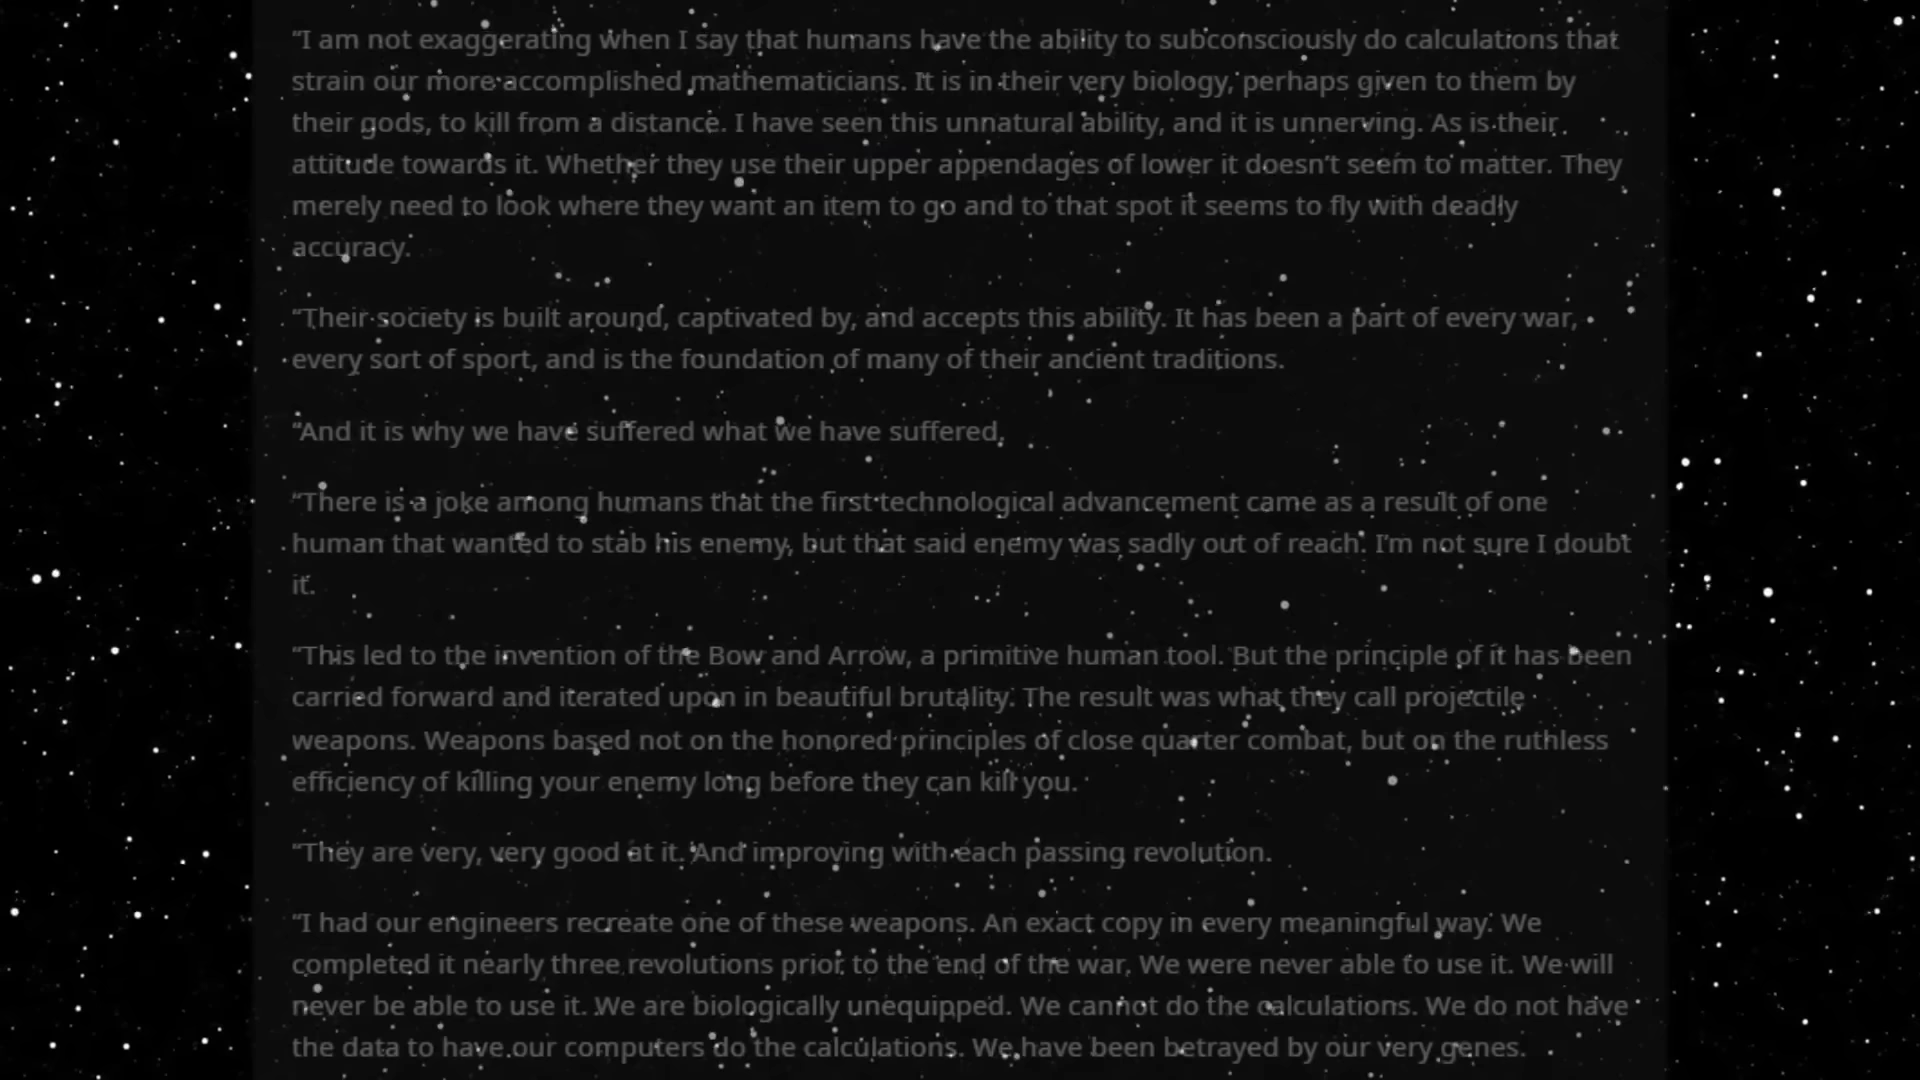 “I am not exaggerating when I say that humans have the ability to subconsciously do calculations that
strain our more accomplished mathematicians. It is in their very biology, perhaps given to them by
their gods, to kill from a distance. I have seen this unnatural ability, and it is unnerving. As is their
attitude towards it. Whether they use their upper appendages of lower it doesn’t seem to matter. They
merely need to look where they want an item to go and to that spot it seems to fly with deadly
accuracy.
“Their society is built around, captivated by, and accepts this ability. It has been a part of every war,
every sort of sport, and is the foundation of many of their ancient traditions.
“And it is why we have suffered what we have suffered.
“There is a joke among humans that the first technological advancement came as a result of one
human that wanted to stab his enemy, but that said enemy was sadly out of reach. I’m not sure I doubt
it.
“This led to the invention of the Bow and Arrow, a primitive human tool. But the principle of it has been
carried forward and iterated upon in beautiful brutality. The result was what they call projectile
weapons. Weapons based not on the honored principles of close quarter combat, but on the ruthless
efficiency of killing your enemy long before they can kill you.
“They are very, very good at it. And improving with each passing revolution.
“I had our engineers recreate one of these weapons. An exact copy in every meaningful way. We
completed it nearly three revolutions prior to the end of the war. We were never able to use it. We will
never be able to use it. We are biologically unequipped. We cannot do the calculations. We do not have
the data to have our computers do the calculations. We have been betrayed by our very genes.